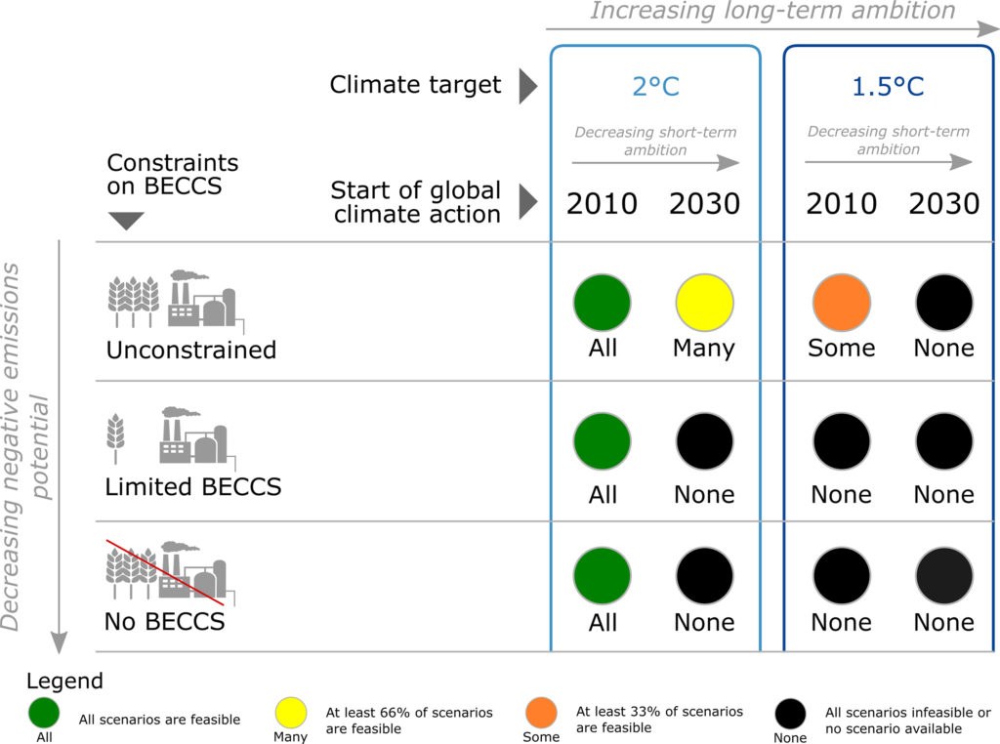 Increasing long-term ambition
Climate target
2°C
1.5°C
Decreasing short-term
ambition
Decreasing short-term
ambition
Constraints
on BECCS
Start of global
climate action
2010
2030
2010
2030
Decreasing negative emissions
potential
Unconstrained
All
Many
Some
None
Limited BECCS
All
None
None
None
No BECCS
All
None
None
None
Legend
All
All scenarios are feasible
Many
At least 66% of scenarios
are feasible
Some
At least 33% of scenarios
are feasible
None
All scenarios infeasible or
no scenario available